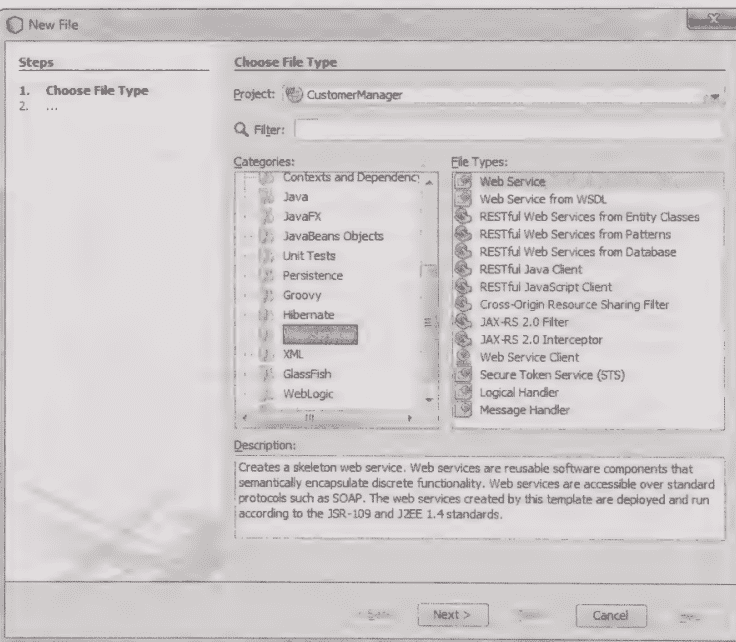 New File
Steps
1. Choose File Type
2. ...
Choose File Type
Project: CustomerManager
Filter:
Categories:
Contexts and Dependency
Java
JavaFX
JavaBeans Objects
Unit Tests
Persistence
Groovy
Hibernate
XML
GlassFish
WebLogic
File Types:
Web Service
Web Service from WSDL
RESTful Web Services from Entity Classes
RESTful Web Services from Patterns
RESTful Web Services from Database
RESTful Java Client
RESTful JavaScript Client
Cross-Origin Resource Sharing Filter
JAX-RS 2.0 Filter
JAX-RS 2.0 Interceptor
Web Service Client
Secure Token Service (STS)
Logical Handler
Message Handler
Description:
Creates a skeleton web service. Web services are reusable software components that
semantically encapsulate discrete functionality. Web services are accessible over standard
protocols such as SOAP. The web services created by this template are deployed and run
according to the JSR-109 and J2EE 1.4 standards.
Next >
Cancel